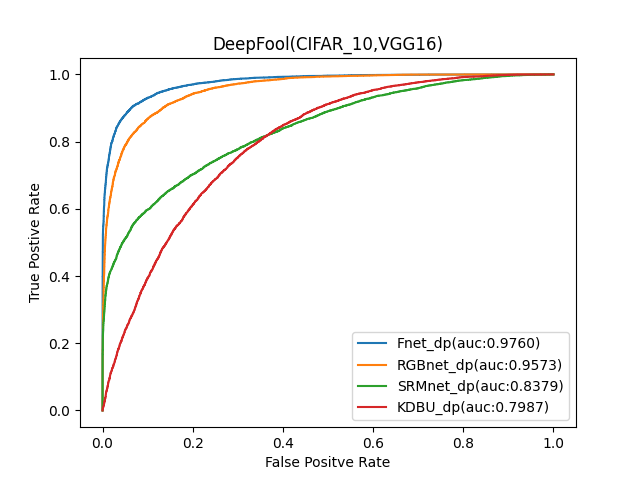 DeepFool(CIFAR_10,VGG16)
1.0
0.8
0.6
0.4
0.2
0.0
True Postive Rate
Fnet_dp(auc:0.9760)
RGBnet_dp(auc:0.9573)
SRMnet_dp(auc:0.8379)
KDBU_dp(auc:0.7987)
0.0 0.2 0.4 0.6 0.8 1.0
False Positve Rate